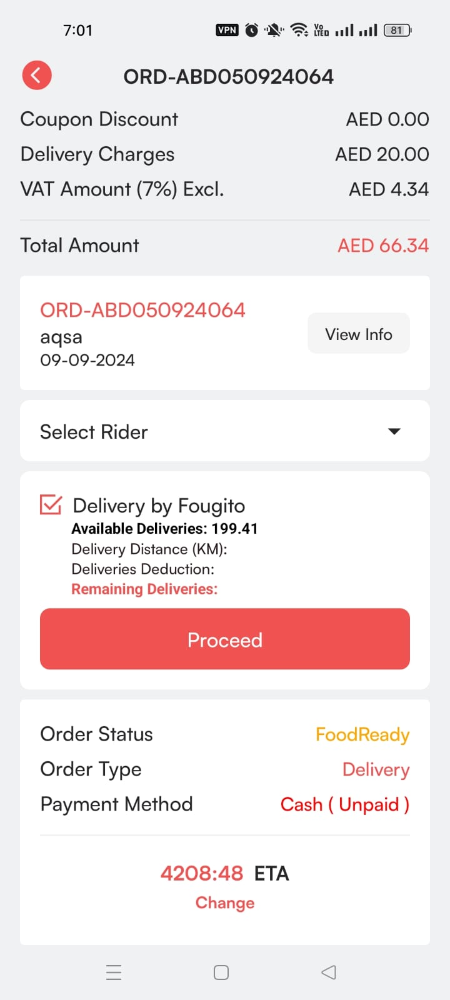 7:01 VPN Vo LTED 81
ORD-ABD050924064
Coupon Discount AED 0.00
Delivery Charges AED 20.00
VAT Amount (7%) Excl. AED 4.34
Total Amount AED 66.34
ORD-ABD050924064
aqsa
09-09-2024
View Info
Select Rider
Delivery by Fougito
Available Deliveries: 199.41
Delivery Distance (KM):
Deliveries Deduction:
Remaining Deliveries:
Proceed
Order Status FoodReady
Order Type Delivery
Payment Method Cash ( Unpaid )
4208:48 ETA
Change